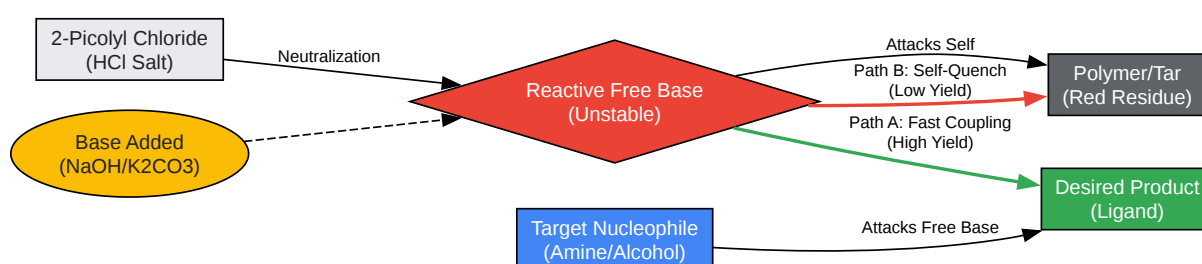 2-Picolyl Chloride
(HCl Salt)
Neutralization
Base Added
(NaOH/K2CO3)
Reactive Free Base
(Unstable)
Attacks Self
Path B: Self-Quench
(Low Yield)
Polymer/Tar
(Red Residue)
Path A: Fast Coupling
(High Yield)
Desired Product
(Ligand)
Target Nucleophile
(Amine/Alcohol)
Attacks Free Base